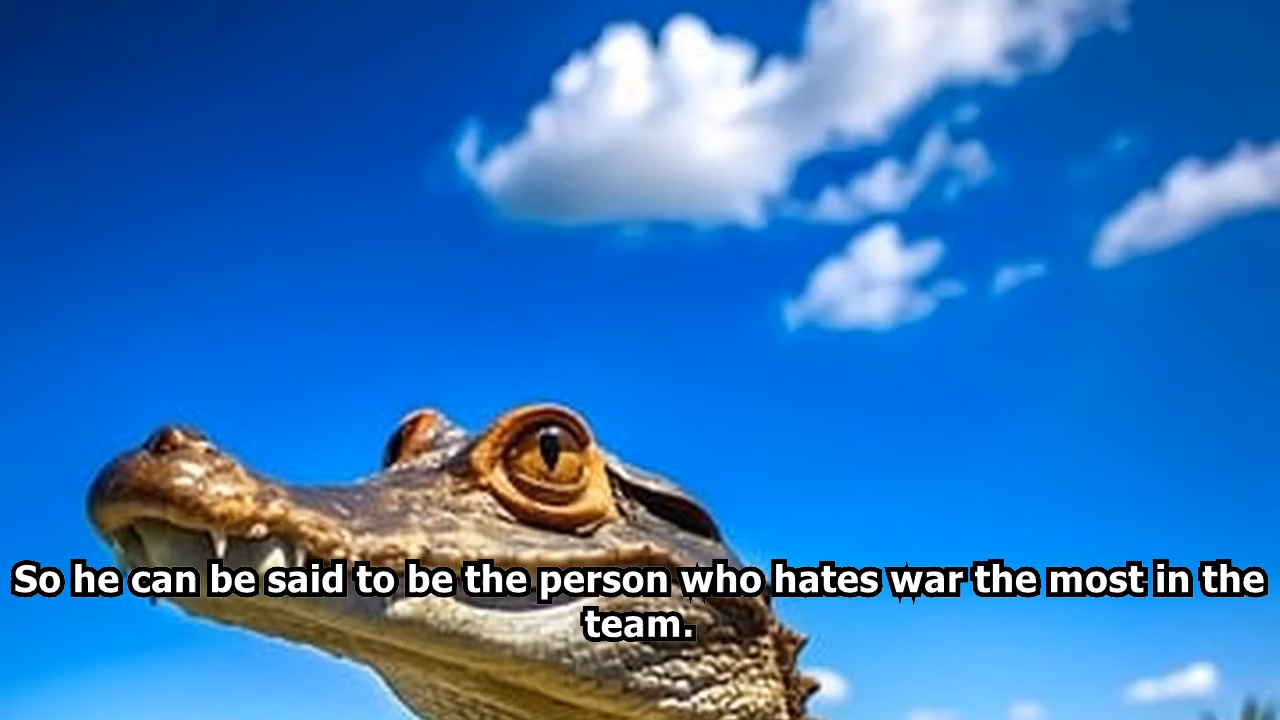 So he can be said to be the person who hates war the most in the
team.